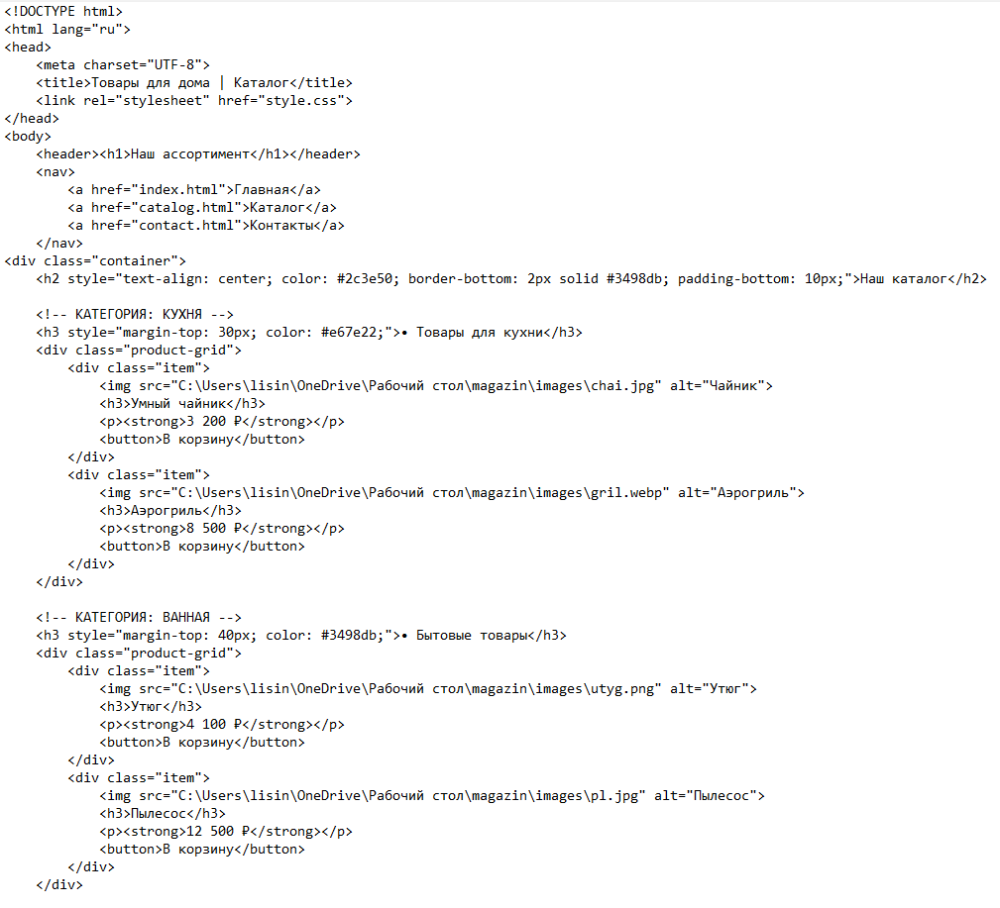 <!DOCTYPE html>
<html lang="ru">
<head>
    <meta charset="UTF-8">
    <title>Товары для дома | Каталог</title>
    <link rel="stylesheet" href="style.css">
</head>
<body>
    <header><h1>Наш ассортимент</h1></header>
    <nav>
        <a href="index.html">Главная</a>
        <a href="catalog.html">Каталог</a>
        <a href="contact.html">Контакты</a>
    </nav>
<div class="container">
    <h2 style="text-align: center; color: #2c3e50; border-bottom: 2px solid #3498db; padding-bottom: 10px;">Наш каталог</h2>

    <!-- КАТЕГОРИЯ: КУХНЯ -->
    <h3 style="margin-top: 30px; color: #e67e22;">• Товары для кухни</h3>
    <div class="product-grid">
        <div class="item">
            <img src="C:\Users\lisin\OneDrive\Рабочий стол\magazin\images\chai.jpg" alt="Чайник">
            <h3>Умный чайник</h3>
            <p><strong>3 200 ₽</strong></p>
            <button>В корзину</button>
        </div>
        <div class="item">
            <img src="C:\Users\lisin\OneDrive\Рабочий стол\magazin\images\gril.webp" alt="Аэрогриль">
            <h3>Аэрогриль</h3>
            <p><strong>8 500 ₽</strong></p>
            <button>В корзину</button>
        </div>
    </div>

    <!-- КАТЕГОРИЯ: ВАННАЯ -->
    <h3 style="margin-top: 40px; color: #3498db;">• Бытовые товары</h3>
    <div class="product-grid">
        <div class="item">
            <img src="C:\Users\lisin\OneDrive\Рабочий стол\magazin\images\utyg.png" alt="Утюг">
            <h3>Утюг</h3>
            <p><strong>4 100 ₽</strong></p>
            <button>В корзину</button>
        </div>
        <div class="item">
            <img src="C:\Users\lisin\OneDrive\Рабочий стол\magazin\images\pl.jpg" alt="Пылесос">
            <h3>Пылесос</h3>
            <p><strong>12 500 ₽</strong></p>
            <button>В корзину</button>
        </div>
    </div>